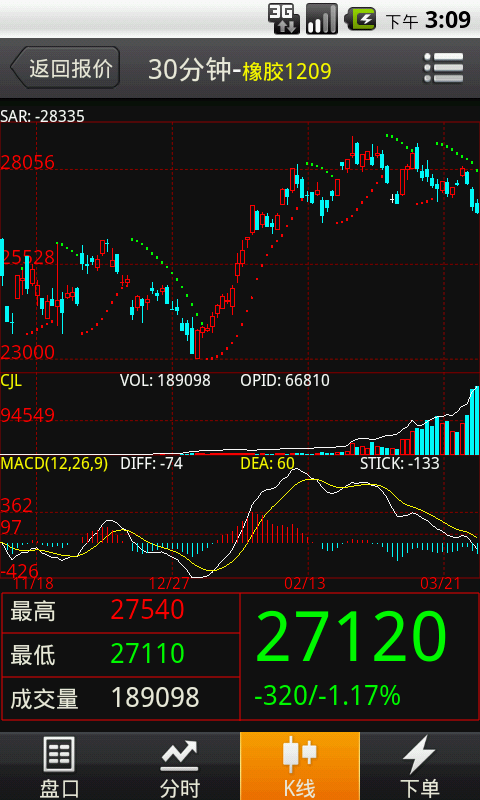 3G 下午 3:09
返回报价 30分钟-橡胶1209
SAR: -28335
28056
25528
23000
CJL VOL: 189098 OPID: 66810
94549
MACD(12,26,9) DIFF: -74 DEA: 60 STICK: -133
362
97
-426
11/18 12/27 02/13 03/21
最高 27540
最低 27110
成交量 189098
27120
-320/-1.17%
盘口 分时 K线 下单